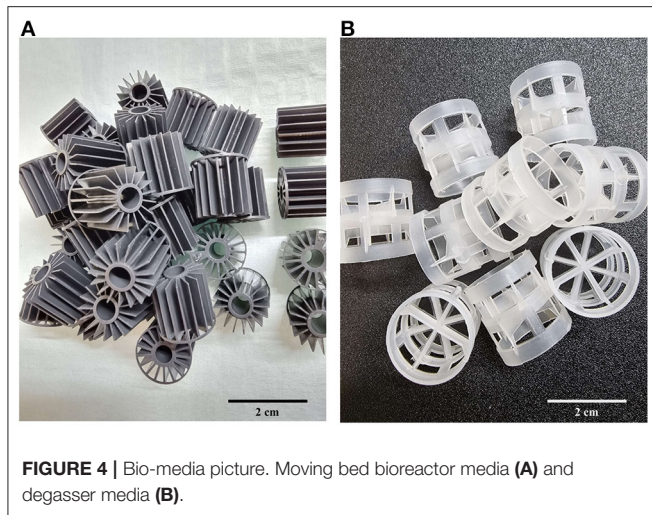 A
B
2 cm
2 cm
FIGURE 4 | Bio-media picture. Moving bed bioreactor media (A) and
degasser media (B).